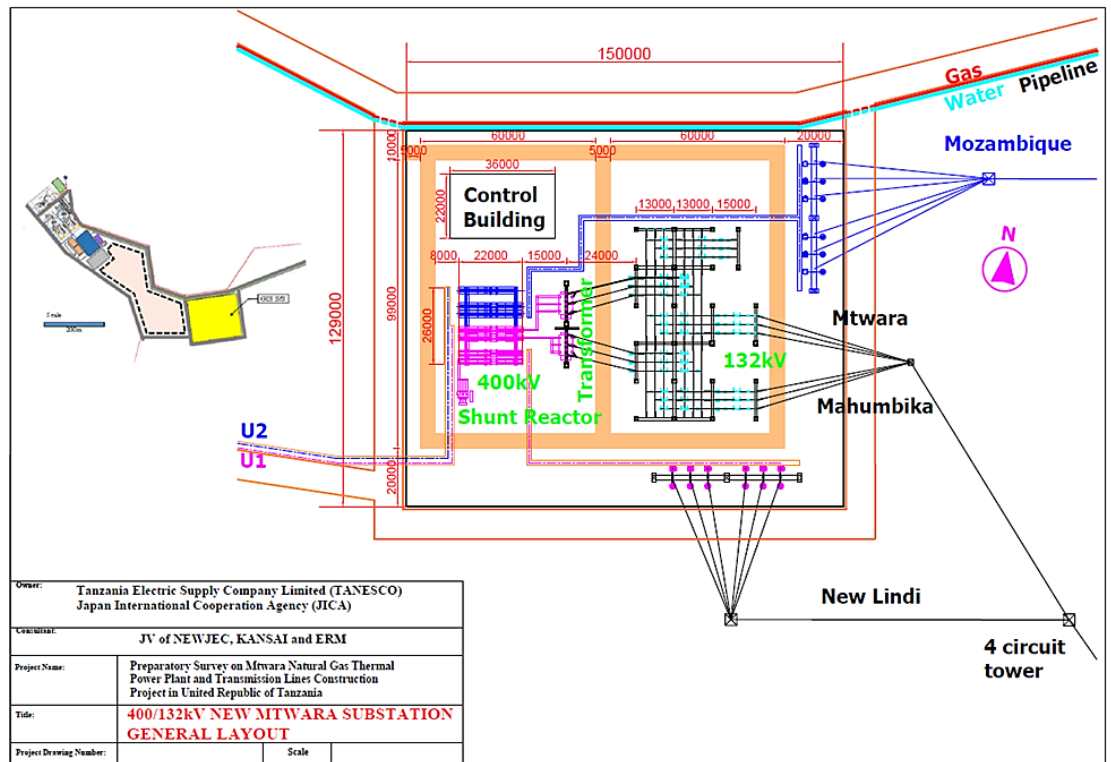 150000
Gas
Water Pipeline
10000
60000
60000
20000
5000
Mozambique
36000
22000
Control
Building
13000
13000
15000
N
8000
22000
15000
24000
129000
99000
26000
Scale
200m
Transformer
Mtwara
400kV
132kV
Shunt Reactor
Mahumbika
U2
U1
20000
New Lindi
4 circuit
tower
Owner:
Tanzania Electric Supply Company Limited (TANESCO)
Japan International Cooperation Agency (JICA)
Consultant:
JV of NEWJEC, KANSAI and ERM
Project Name:
Preparatory Survey on Mtwara Natural Gas Thermal
Power Plant and Transmission Lines Construction
Project in United Republic of Tanzania
Title:
400/132kV NEW MTWARA SUBSTATION
GENERAL LAYOUT
Project Drawing Number:
Scale